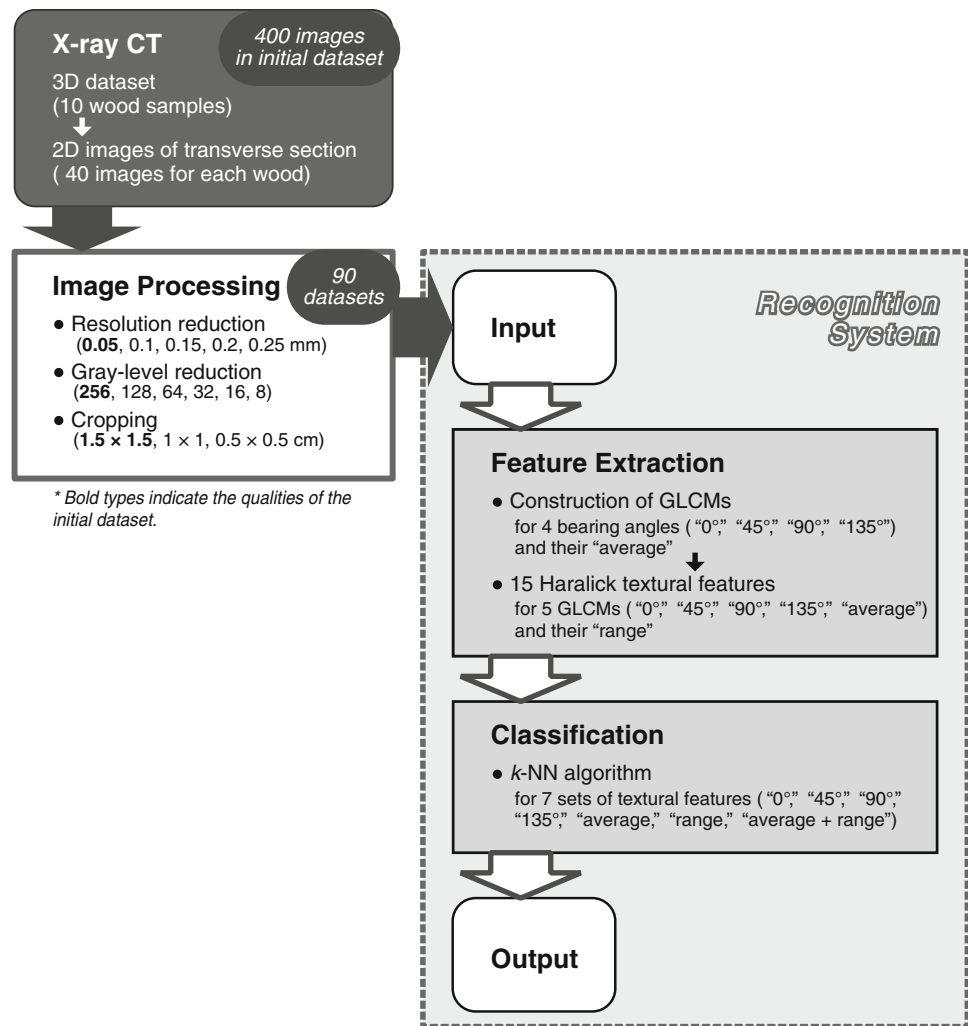 X-ray CT
400 images
in initial dataset
3D dataset
(10 wood samples)
2D images of transverse section
( 40 images for each wood)
Image Processing
90
datasets
• Resolution reduction
(0.05, 0.1, 0.15, 0.2, 0.25 mm)
• Gray-level reduction
(256, 128, 64, 32, 16, 8)
• Cropping
(1.5 × 1.5, 1 × 1, 0.5 × 0.5 cm)
* Bold types indicate the qualities of the
initial dataset.
Recognition
System
Input
Feature Extraction
• Construction of GLCMs
for 4 bearing angles ( “0°,” “45°,” “90°,” “135°”)
and their “average”
• 15 Haralick textural features
for 5 GLCMs ( “0°,” “45°,” “90°,” “135°,” “average”)
and their “range”
Classification
• k-NN algorithm
for 7 sets of textural features ( “0°,” “45°,” “90°,”
“135°,” “average,” “range,” “average + range”)
Output